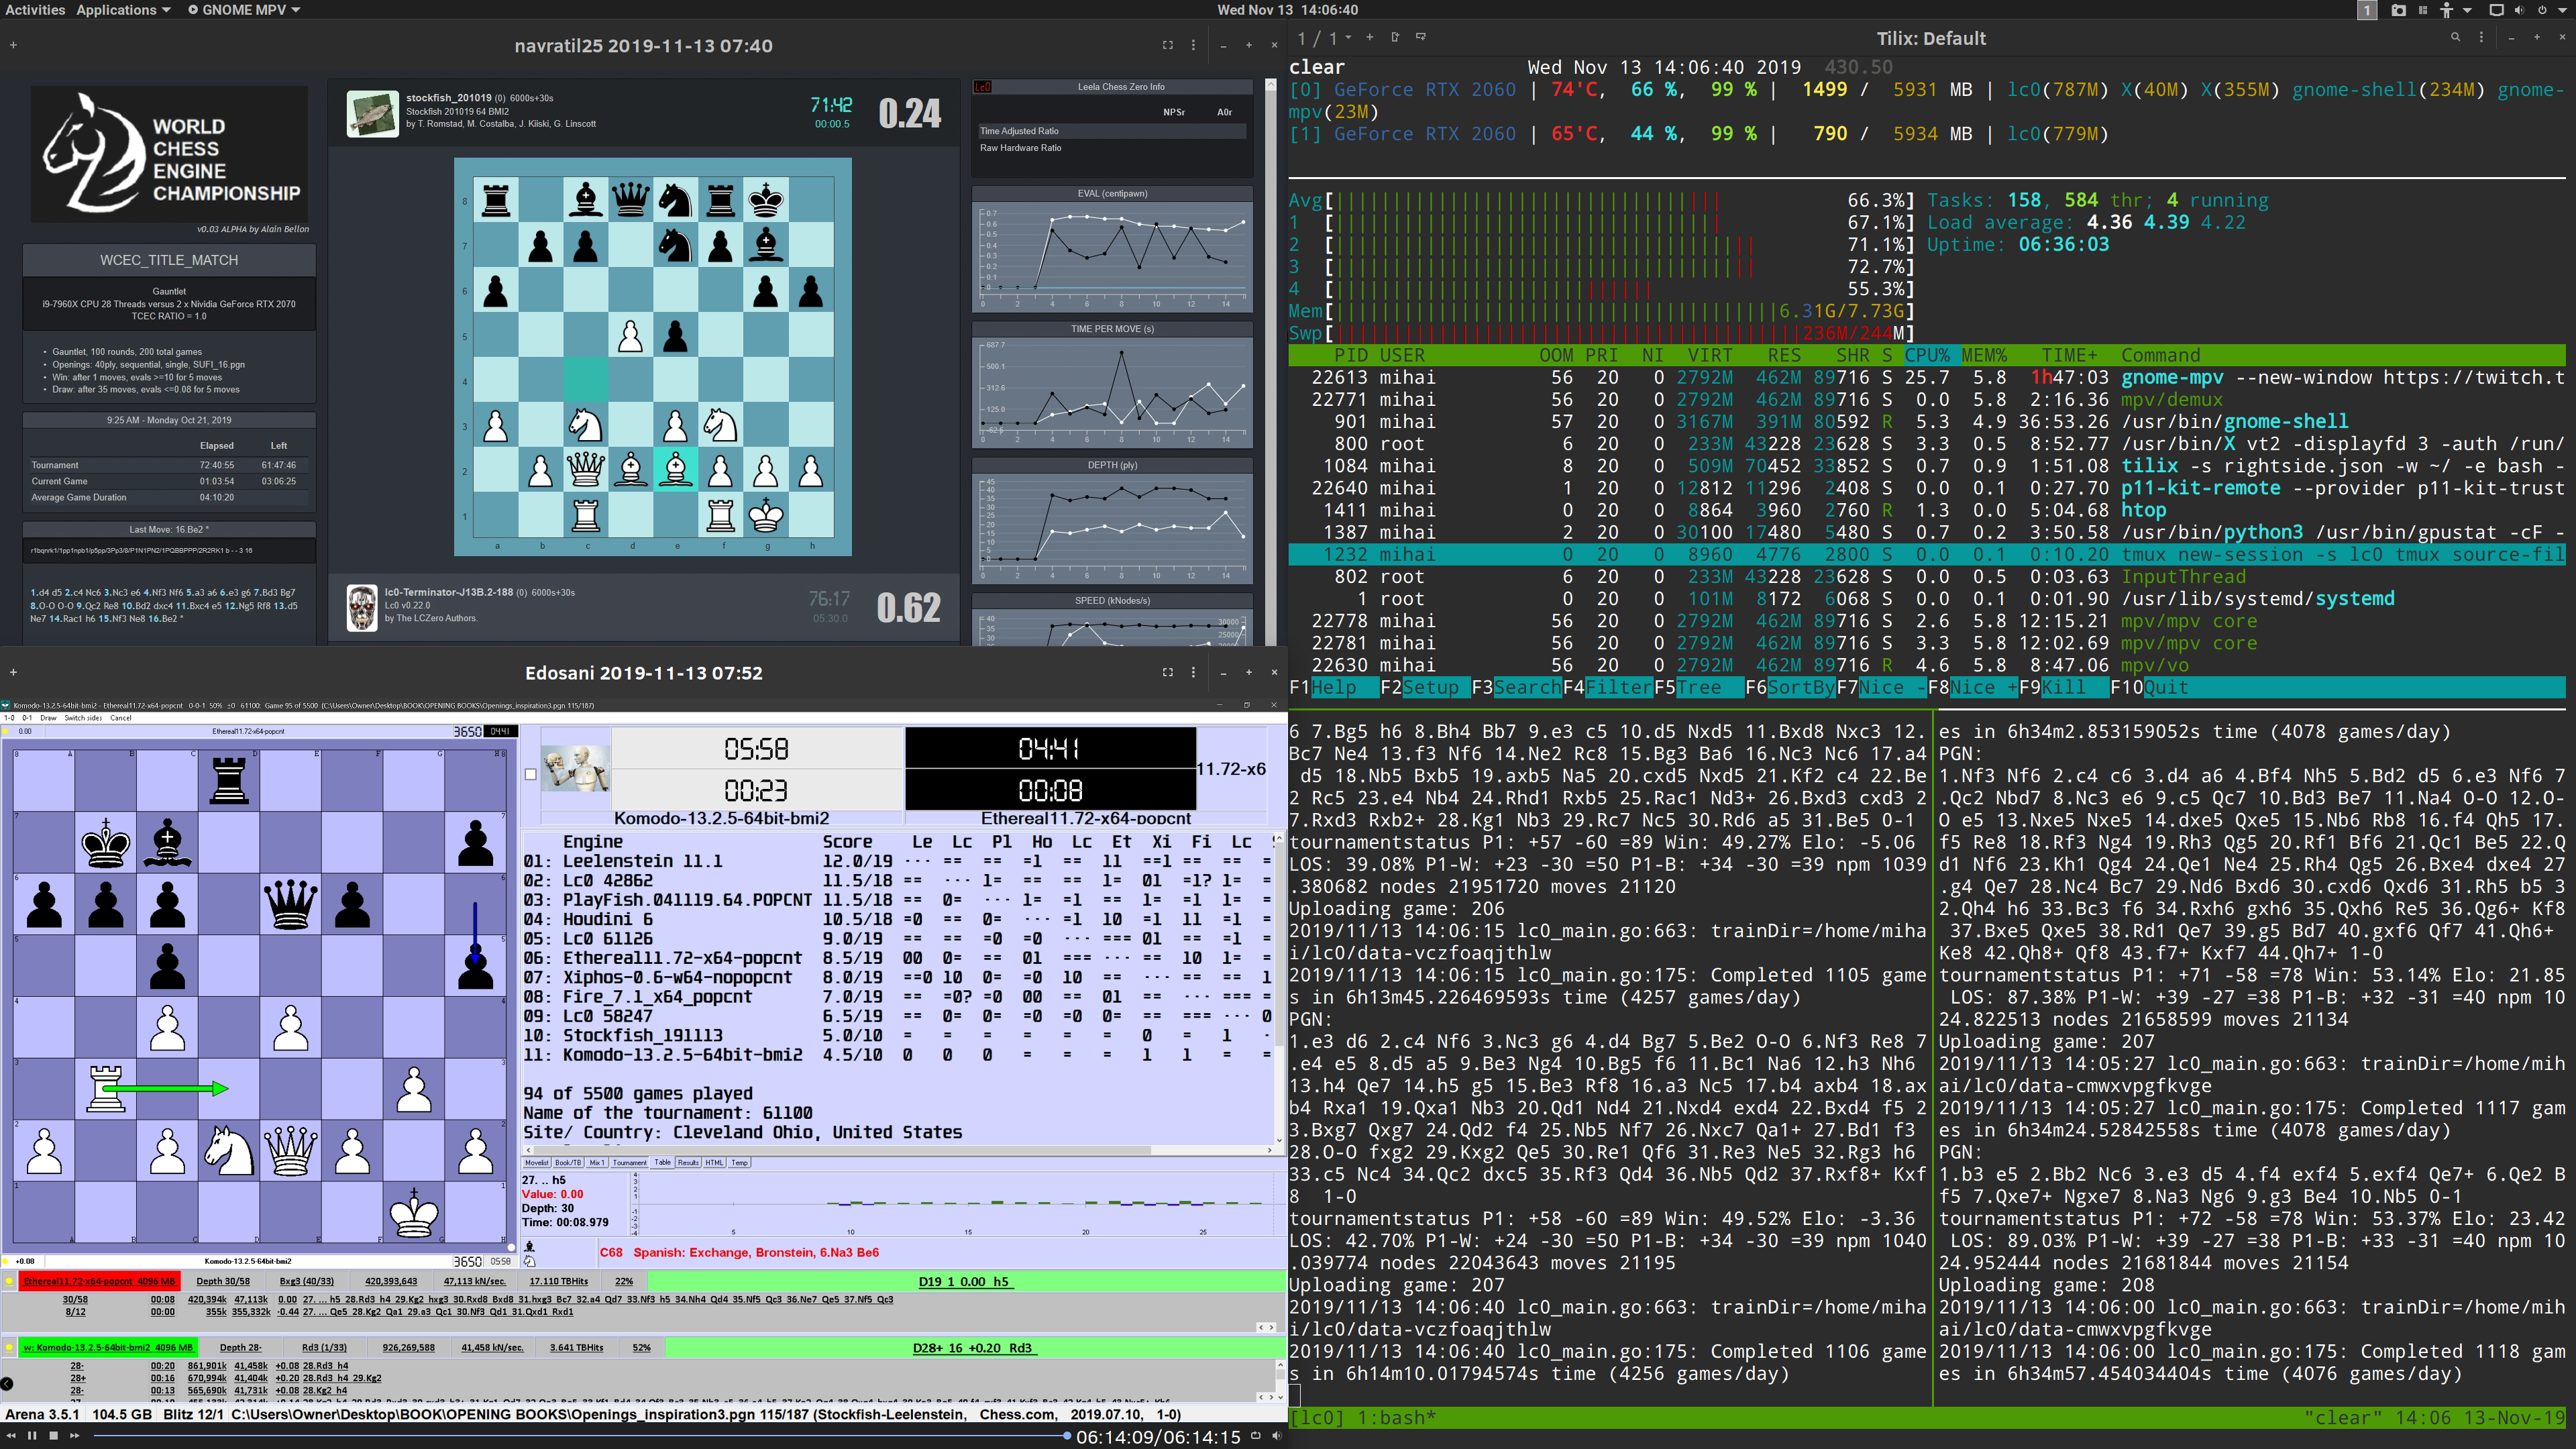 Activities Applications GNOME MPV Wed Nov 13 14:06:40 1
navratil25 2019-11-13 07:40
WORLD
CHESS
ENGINE
CHAMPIONSHIP
v0.03 ALPHA by Alain Bellon
WCEC_TITLE_MATCH
Gauntlet
i9-7960X CPU 28 Threads versus 2 x Nvidia GeForce RTX 2070
TCEC RATIO = 1.0
• Gauntlet, 100 rounds, 200 total games
• Openings: 40ply, sequential, single, SUFI_16.pgn
• Win: after 1 moves, evals >=10 for 5 moves
• Draw: after 35 moves, evals <=0.08 for 5 moves
9:25 AM - Monday Oct 21, 2019
Elapsed Left
Tournament 72:40:55 61:47:46
Current Game 01:03:54 03:06:25
Average Game Duration 04:10:20
Last Move: 16.Be2 *
r1bqnrk1/1pp1npb1/p5pp/3Pp3/8/P1N1PN2/1PQBBPPP/2R2RK1 b - - 3 16
1.d4 d5 2.c4 Nc6 3.Nc3 e6 4.Nf3 Nf6 5.a3 a6 6.e3 g6 7.Bd3 Bg7
8.O-O O-O 9.Qc2 Re8 10.Bd2 dxc4 11.Bxc4 e5 12.Ng5 Rf8 13.d5
Ne7 14.Rac1 h6 15.Nf3 Ne8 16.Be2 *
stockfish_201019 (0) 6000s+30s
Stockfish 201019 64 BMI2
by T. Romstad, M. Costalba, J. Kiiski, G. Linscott
71:42
00:00.5
0.24
8
7
6
5
4
3
2
1
a b c d e f g h
lc0-Terminator-J13B.2-188 (0) 6000s+30s
Lc0 v0.22.0
by The LCZero Authors.
76:17
05:30.0
0.62
Lc0 Leela Chess Zero Info
NPSr A0r
Time Adjusted Ratio
Raw Hardware Ratio
EVAL (centipawn)
TIME PER MOVE (s)
DEPTH (ply)
SPEED (kNodes/s)
1 / 1 Tilix: Default
clear Wed Nov 13 14:06:40 2019 430.50
[0] GeForce RTX 2060 | 74'C, 66 %, 99 % | 1499 / 5931 MB | lc0(787M) X(40M) X(355M) gnome-shell(234M) gnome-
mpv(23M)
[1] GeForce RTX 2060 | 65'C, 44 %, 99 % | 790 / 5934 MB | lc0(779M)
Avg[ 66.3%] Tasks: 158, 584 thr; 4 running
1 [ 67.1%] Load average: 4.36 4.39 4.22
2 [ 71.1%] Uptime: 06:36:03
3 [ 72.7%]
4 [ 55.3%]
Mem[ 6.31G/7.73G]
Swp[ 236M/244M]
PID USER OOM PRI NI VIRT RES SHR S CPU% MEM% TIME+ Command
22613 mihai 56 20 0 2792M 462M 89716 S 25.7 5.8 1h47:03 gnome-mpv --new-window https://twitch.t
22771 mihai 56 20 0 2792M 462M 89716 S 0.0 5.8 2:16.36 mpv/demux
901 mihai 57 20 0 3167M 391M 80592 R 5.3 4.9 36:53.26 /usr/bin/gnome-shell
800 root 6 20 0 233M 43228 23628 S 3.3 0.5 8:52.77 /usr/bin/X vt2 -displayfd 3 -auth /run/
1084 mihai 8 20 0 509M 70452 33852 S 0.7 0.9 1:51.08 tilix -s rightside.json -w ~/ -e bash -
22640 mihai 1 20 0 12812 11296 2408 S 0.0 0.1 0:27.70 p11-kit-remote --provider p11-kit-trust
1411 mihai 0 20 0 8864 3960 2760 R 1.3 0.0 5:04.68 htop
1387 mihai 2 20 0 30100 17480 5480 S 0.7 0.2 3:50.58 /usr/bin/python3 /usr/bin/gpustat -cF -
1232 mihai 0 20 0 8960 4776 2800 S 0.0 0.1 0:10.20 tmux new-session -s lc0 tmux source-fil
802 root 6 20 0 233M 43228 23628 S 0.0 0.5 0:03.63 InputThread
1 root 0 20 0 101M 8172 6068 S 0.0 0.1 0:01.90 /usr/lib/systemd/systemd
22778 mihai 56 20 0 2792M 462M 89716 S 2.6 5.8 12:15.21 mpv/mpv core
22781 mihai 56 20 0 2792M 462M 89716 S 3.3 5.8 12:02.69 mpv/mpv core
22630 mihai 56 20 0 2792M 462M 89716 R 4.6 5.8 8:47.06 mpv/vo
F1Help F2Setup F3SearchF4FilterF5Tree F6SortByF7Nice -F8Nice +F9Kill F10Quit
6 7.Bg5 h6 8.Bh4 Bb7 9.e3 c5 10.d5 Nxd5 11.Bxd8 Nxc3 12.
Bc7 Ne4 13.f3 Nf6 14.Ne2 Rc8 15.Bg3 Ba6 16.Nc3 Nc6 17.a4
d5 18.Nb5 Bxb5 19.axb5 Na5 20.cxd5 Nxd5 21.Kf2 c4 22.Be
2 Rc5 23.e4 Nb4 24.Rhd1 Rxb5 25.Rac1 Nd3+ 26.Bxd3 cxd3 2
7.Rxd3 Rxb2+ 28.Kg1 Nb3 29.Rc7 Nc5 30.Rd6 a5 31.Be5 0-1
tournamentstatus P1: +57 -60 =89 Win: 49.27% Elo: -5.06
LOS: 39.08% P1-W: +23 -30 =50 P1-B: +34 -30 =39 npm 1039
.380682 nodes 21951720 moves 21120
Uploading game: 206
2019/11/13 14:06:15 lc0_main.go:663: trainDir=/home/miha
i/lc0/data-vczfoaqjthlw
2019/11/13 14:06:15 lc0_main.go:175: Completed 1105 game
s in 6h13m45.226469593s time (4257 games/day)
PGN:
1.e3 d6 2.c4 Nf6 3.Nc3 g6 4.d4 Bg7 5.Be2 O-O 6.Nf3 Re8 7
.e4 e5 8.d5 a5 9.Be3 Ng4 10.Bg5 f6 11.Bc1 Na6 12.h3 Nh6
13.h4 Qe7 14.h5 g5 15.Be3 Rf8 16.a3 Nc5 17.b4 axb4 18.ax
b4 Rxa1 19.Qxa1 Nb3 20.Qd1 Nd4 21.Nxd4 exd4 22.Bxd4 f5 2
3.Bxg7 Qxg7 24.Qd2 f4 25.Nb5 Nf7 26.Nxc7 Qa1+ 27.Bd1 f3
28.O-O fxg2 29.Kxg2 Qe5 30.Re1 Qf6 31.Re3 Ne5 32.Rg3 h6
33.c5 Nc4 34.Qc2 dxc5 35.Rf3 Qd4 36.Nb5 Qd2 37.Rxf8+ Kxf
8 1-0
tournamentstatus P1: +58 -60 =89 Win: 49.52% Elo: -3.36
LOS: 42.70% P1-W: +24 -30 =50 P1-B: +34 -30 =39 npm 1040
.039774 nodes 22043643 moves 21195
Uploading game: 207
2019/11/13 14:06:40 lc0_main.go:663: trainDir=/home/miha
i/lc0/data-vczfoaqjthlw
2019/11/13 14:06:40 lc0_main.go:175: Completed 1106 game
s in 6h14m10.01794574s time (4256 games/day)
es in 6h34m2.853159052s time (4078 games/day)
PGN:
1.Nf3 Nf6 2.c4 c6 3.d4 a6 4.Bf4 Nh5 5.Bd2 d5 6.e3 Nf6 7
.Qc2 Nbd7 8.Nc3 e6 9.c5 Qc7 10.Bd3 Be7 11.Na4 O-O 12.O-
O e5 13.Nxe5 Nxe5 14.dxe5 Qxe5 15.Nb6 Rb8 16.f4 Qh5 17.
f5 Re8 18.Rf3 Ng4 19.Rh3 Qg5 20.Rf1 Bf6 21.Qc1 Be5 22.Q
d1 Nf6 23.Kh1 Qg4 24.Qe1 Ne4 25.Rh4 Qg5 26.Bxe4 dxe4 27
.g4 Qe7 28.Nc4 Bc7 29.Nd6 Bxd6 30.cxd6 Qxd6 31.Rh5 b5 3
2.Qh4 h6 33.Bc3 f6 34.Rxh6 gxh6 35.Qxh6 Re5 36.Qg6+ Kf8
37.Bxe5 Qxe5 38.Rd1 Qe7 39.g5 Bd7 40.gxf6 Qf7 41.Qh6+
Ke8 42.Qh8+ Qf8 43.f7+ Kxf7 44.Qh7+ 1-0
tournamentstatus P1: +71 -58 =78 Win: 53.14% Elo: 21.85
LOS: 87.38% P1-W: +39 -27 =38 P1-B: +32 -31 =40 npm 10
24.822513 nodes 21658599 moves 21134
Uploading game: 207
2019/11/13 14:05:27 lc0_main.go:663: trainDir=/home/mih
ai/lc0/data-cmwxvpgfkvge
2019/11/13 14:05:27 lc0_main.go:175: Completed 1117 gam
es in 6h34m24.52842558s time (4078 games/day)
PGN:
1.b3 e5 2.Bb2 Nc6 3.e3 d5 4.f4 exf4 5.exf4 Qe7+ 6.Qe2 B
f5 7.Qxe7+ Ngxe7 8.Na3 Ng6 9.g3 Be4 10.Nb5 0-1
tournamentstatus P1: +72 -58 =78 Win: 53.37% Elo: 23.42
LOS: 89.03% P1-W: +39 -27 =38 P1-B: +33 -31 =40 npm 10
24.952444 nodes 21681844 moves 21154
Uploading game: 208
2019/11/13 14:06:00 lc0_main.go:663: trainDir=/home/mih
ai/lc0/data-cmwxvpgfkvge
2019/11/13 14:06:00 lc0_main.go:175: Completed 1118 gam
es in 6h34m57.454034404s time (4076 games/day)
[lc0] 1:bash* "clear" 14:06 13-Nov-19
Edosani 2019-11-13 07:52
Komodo-13.2.5-64bit-bmi2 - Ethereal11.72-x64-popcnt 0-0-1 50% ±0 61100: Game 95 of 5500 (C:\Users\Owner\Desktop\BOOK\OPENING BOOKS\Openings_inspiration3.pgn 115/187)
1-0 0-1 Draw Switch sides Cancel
0.00 Ethereal11.72-x64-popcnt 3650 04:41
+0.08 Komodo-13.2.5-64bit-bmi2 3650 05:58
05:58 04:41 11.72-x6
00:23 00:08
Komodo-13.2.5-64bit-bmi2 Ethereal11.72-x64-popcnt
Engine Score Le Lc Pl Ho Lc Et Xi Fi Lc
01: Leelenstein 11.1 12.0/19 ··· == == =1 == 11 ==1 = == =
02: Lc0 42862 11.5/18 == ··· 1= == == 1= 01 =1? 1= =
03: PlayFish.041119.64.POPCNT 11.5/18 == 0= ··· 1= =1 == 1= =1 1= =
04: Houdini 6 10.5/18 =0 == 0= ··· =1 10 =1 11 =1 =
05: Lc0 61126 9.0/19 == == =0 =0 ··· === 01 == =1 =
06: Ethereal11.72-x64-popcnt 8.5/19 00 0= == 01 === ··· == 10 1= =
07: Xiphos-0.6-w64-nopopcnt 8.0/19 ==0 10 0= =0 10 == ··· == == 1
08: Fire_7.1_x64_popcnt 7.0/19 == =0? =0 00 == 01 == ··· === =
09: Lc0 58247 6.5/19 == 0= 0= =0 =0 0= == === ··· 0
10: Stockfish_191113 5.0/10 = = = = = = 0 = 1 ·
11: Komodo-13.2.5-64bit-bmi2 4.5/10 0 0 0 = = = 1 1 = =
94 of 5500 games played
Name of the tournament: 61100
Site/ Country: Cleveland Ohio, United States
Movelist Book/TB Mix 1 Tournament Table Results HTML Temp
27. .. h5
Value: 0.00
Depth: 30
Time: 00:08.979
5 10 15 20 25
C68 Spanish: Exchange, Bronstein, 6.Na3 Be6
Ethereal11.72-x64-popcnt 4096 MB Depth 30/58 Bxg3 (40/33) 420,393,643 47,113 kN/sec. 17.110 TBHits 22% D19 1 0.00 h5
30/58 00:08 420,394k 47,113k 0.00 27. ... h5 28.Rd3 h4 29.Kg2 hxg3 30.Rxd8 Bxd8 31.hxg3 Bc7 32.a4 Qd7 33.Nf3 h5 34.Nh4 Qd4 35.Nf5 Qc3 36.Ne7 Qe5 37.Nf5 Qc3
8/12 00:00 355k 355,332k -0.44 27. ... Qe5 28.Kg2 Qa1 29.a3 Qc1 30.Nf3 Qd1 31.Qxd1 Rxd1
w: Komodo-13.2.5-64bit-bmi2 4096 MB Depth 28- Rd3 (1/33) 926,269,588 41,458 kN/sec. 3.641 TBHits 52% D28+ 16 +0.20 Rd3
28- 00:20 861,901k 41,458k +0.08 28.Rd3 h4
28+ 00:16 670,994k 41,404k +0.20 28.Rd3 h4 29.Kg2
28- 00:13 565,690k 41,731k +0.08 28.Kg2 h4
Arena 3.5.1 104.5 GB Blitz 12/1 C:\Users\Owner\Desktop\BOOK\OPENING BOOKS\Openings_inspiration3.pgn 115/187 (Stockfish-Leelenstein, Chess.com, 2019.07.10, 1-0)
06:14:09/06:14:15